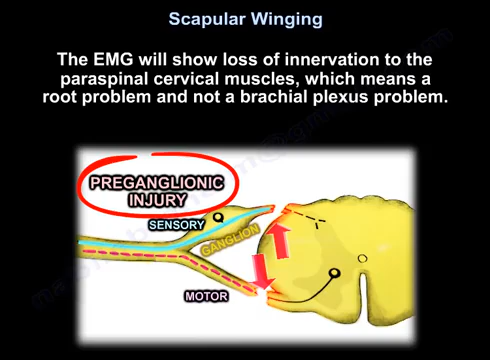 Scapular Winging
The EMG will show loss of innervation to the
paraspinal cervical muscles, which means a
root problem and not a brachial plexus problem.
PREGANGLIONIC
INJURY
SENSORY
GANGLION
MOTOR